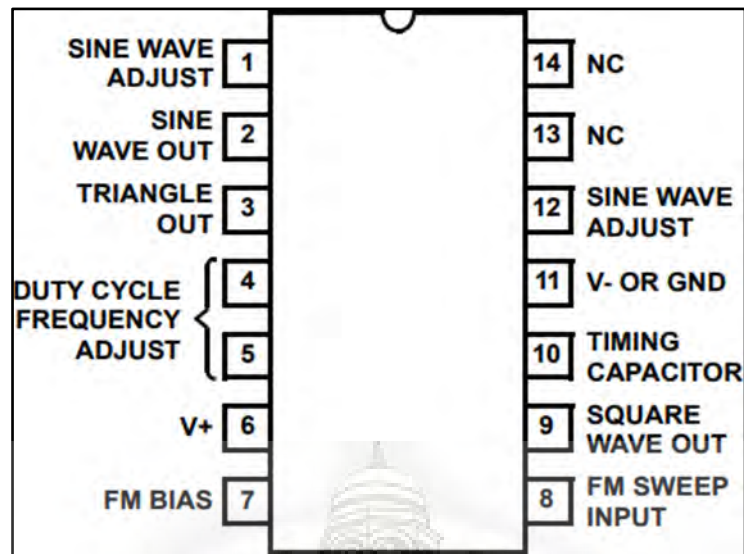 SINE WAVE
ADJUST
1
SINE
WAVE OUT
2
TRIANGLE
OUT
3
DUTY CYCLE
FREQUENCY
ADJUST
4
5
V+
6
FM BIAS
7
14
NC
13
NC
12
SINE WAVE
ADJUST
11
V- OR GND
10
TIMING
CAPACITOR
9
SQUARE
WAVE OUT
8
FM SWEEP
INPUT